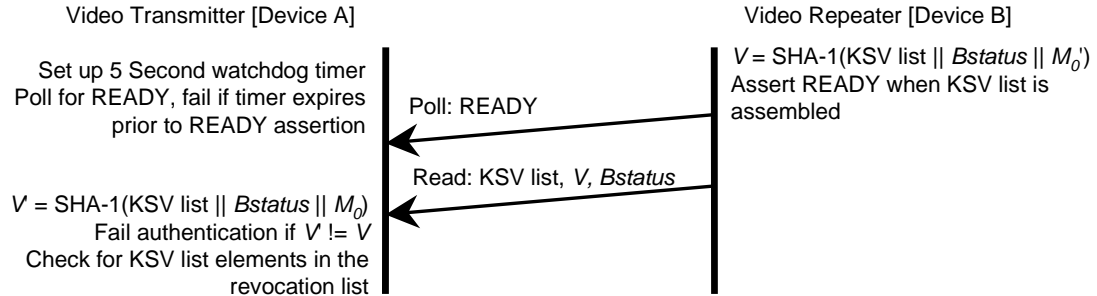 Video Transmitter [Device A]
Video Repeater [Device B]
Set up 5 Second watchdog timer
Poll for READY, fail if timer expires
prior to READY assertion
V = SHA-1(KSV list || Bstatus || M0')
Assert READY when KSV list is
assembled
Poll: READY
Read: KSV list, V, Bstatus
V' = SHA-1(KSV list || Bstatus || M0)
Fail authentication if V' != V
Check for KSV list elements in the
revocation list